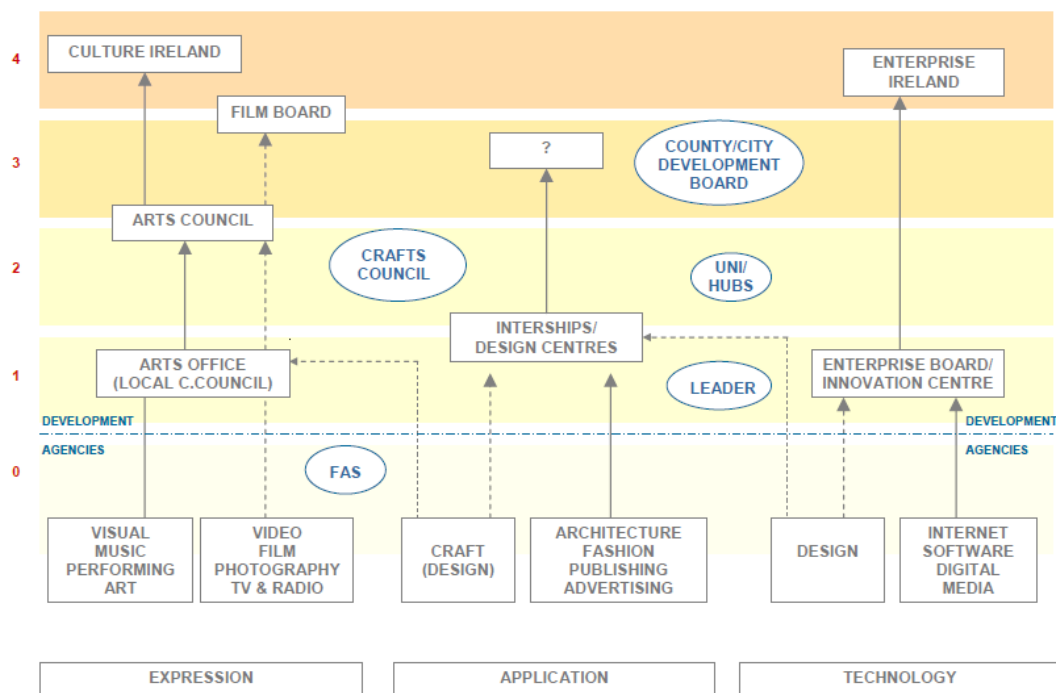 4
CULTURE IRELAND
ENTERPRISE
IRELAND
FILM BOARD
3
?
COUNTY/CITY
DEVELOPMENT
BOARD
ARTS COUNCIL
2
CRAFTS
COUNCIL
UNI/
HUBS
INTERSHIPS/
DESIGN CENTRES
1
ARTS OFFICE
(LOCAL C.COUNCIL)
LEADER
ENTERPRISE BOARD/
INNOVATION CENTRE
DEVELOPMENT
DEVELOPMENT
AGENCIES
AGENCIES
0
FAS
VISUAL
MUSIC
PERFORMING
ART
VIDEO
FILM
PHOTOGRAPHY
TV & RADIO
CRAFT
(DESIGN)
ARCHITECTURE
FASHION
PUBLISHING
ADVERTISING
DESIGN
INTERNET
SOFTWARE
DIGITAL
MEDIA
EXPRESSION
APPLICATION
TECHNOLOGY